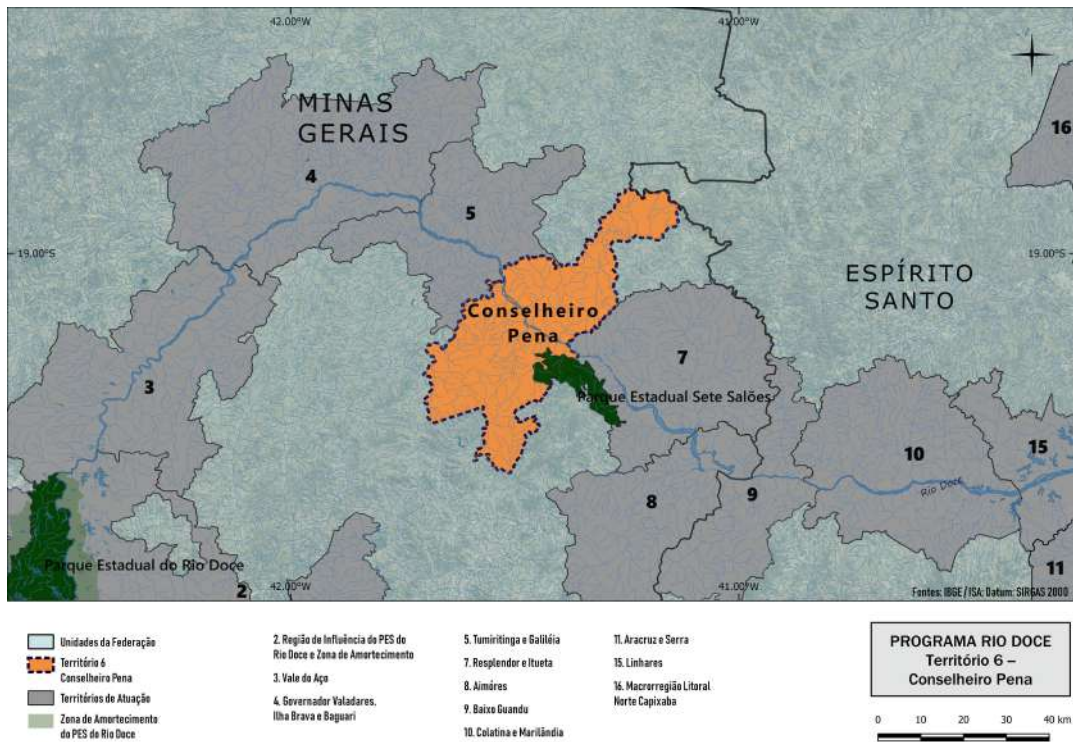 42.00°W
41.00°W
MINAS
GERAIS
16
4
5
19.00°S
19.00°S
ESPÍRITO
SANTO
Conselheiro
Pena
7
3
Parque Estadual Sete Salões
10
15
Rio Doce
8
9
Parque Estadual do Rio Doce
11
2
42.00°W
41.00°W
Fontes: IBGE / ISA; Datum: SIRGAS 2000
Unidades da Federação
Território 6
Conselheiro Pena
Territórios de Atuação
Zona de Amortecimento
do PES do Rio Doce
2. Região de Influência do PES do
Rio Doce e Zona de Amortecimento
3. Vale do Aço
4. Governador Valadares,
Ilha Brava e Baguari
5. Tumiritinga e Galiléia
7. Resplendor e Itueta
8. Aimóres
9. Baixo Guandu
10. Colatina e Marilândia
11. Aracruz e Serra
15. Linhares
16. Macrorregião Litoral
Norte Capixaba
PROGRAMA RIO DOCE
Território 6 –
Conselheiro Pena
0 10 20 30 40 km